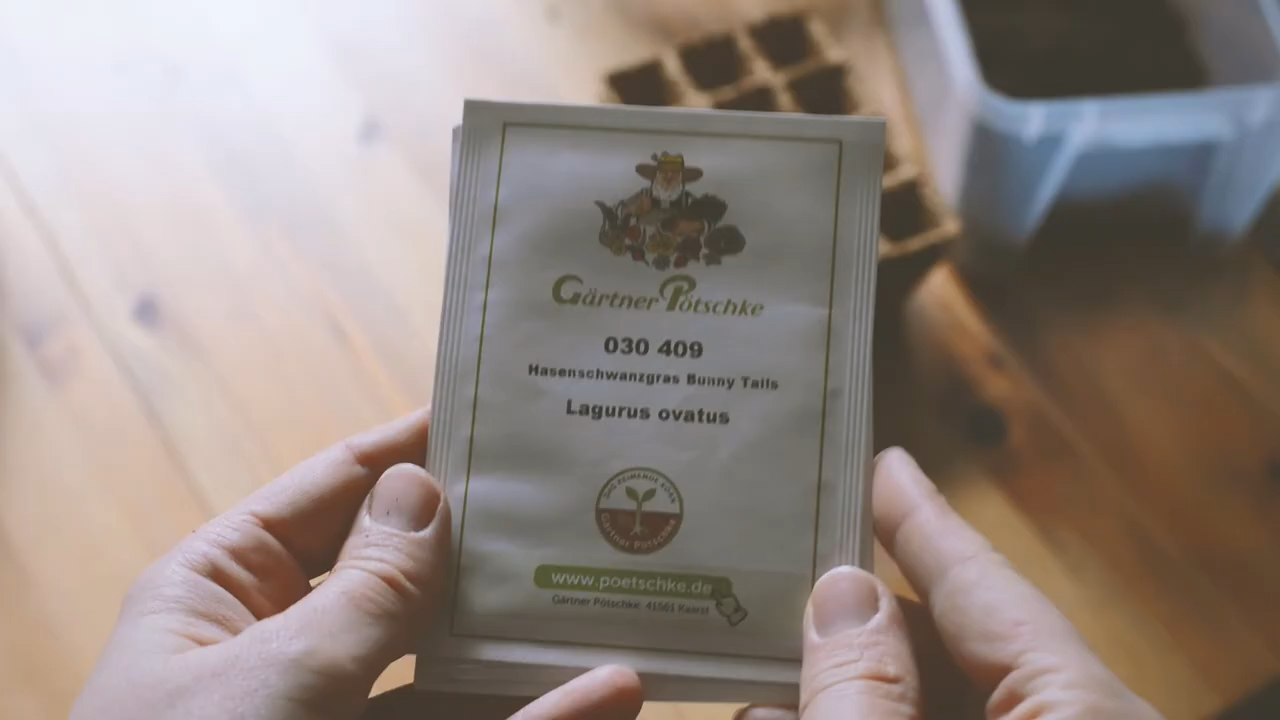 Gärtner Pötschke
030 409
Hasenschwanzgras Bunny Tails
Lagurus ovatus
Gärtner Pötschke
www.poetschke.de
Gärtner Pötschke· 41561 Kaarst